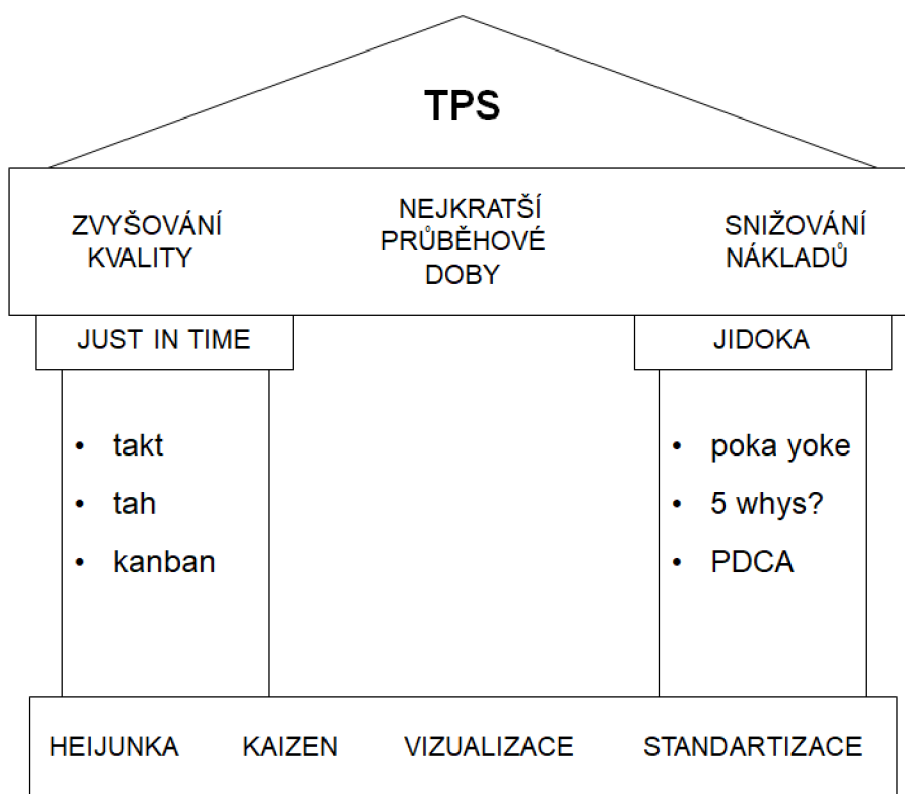 TPS
ZVYŠOVÁNÍ
KVALITY
NEJKRATŠÍ
PRŮBĚHOVÉ
DOBY
SNIŽOVÁNÍ
NÁKLADŮ
JUST IN TIME
JIDOKA
• takt
• tah
• kanban
• poka yoke
• 5 whys?
• PDCA
HEIJUNKA KAIZEN VIZUALIZACE STANDARTIZACE